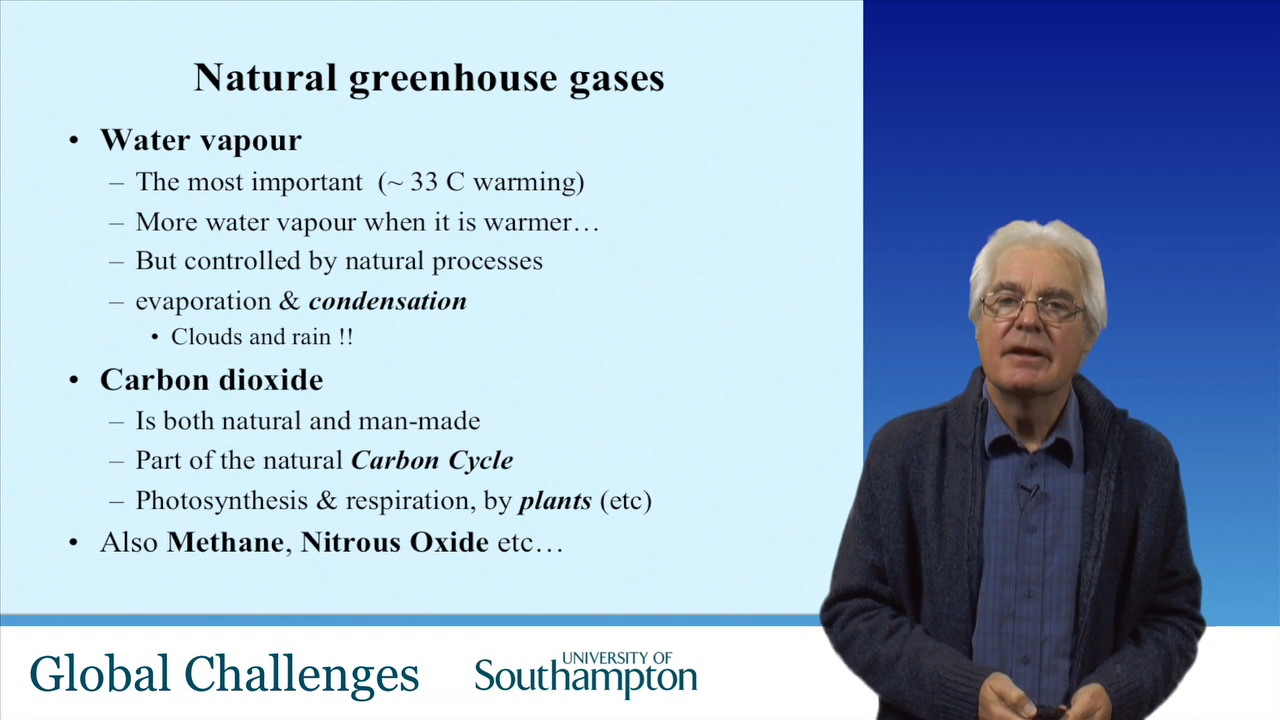 Natural greenhouse gases
• Water vapour
– The most important (~ 33 C warming)
– More water vapour when it is warmer…
– But controlled by natural processes
– evaporation & condensation
• Clouds and rain !!
• Carbon dioxide
– Is both natural and man-made
– Part of the natural Carbon Cycle
– Photosynthesis & respiration, by plants (etc)
• Also Methane, Nitrous Oxide etc…
Global Challenges
UNIVERSITY OF
Southampton